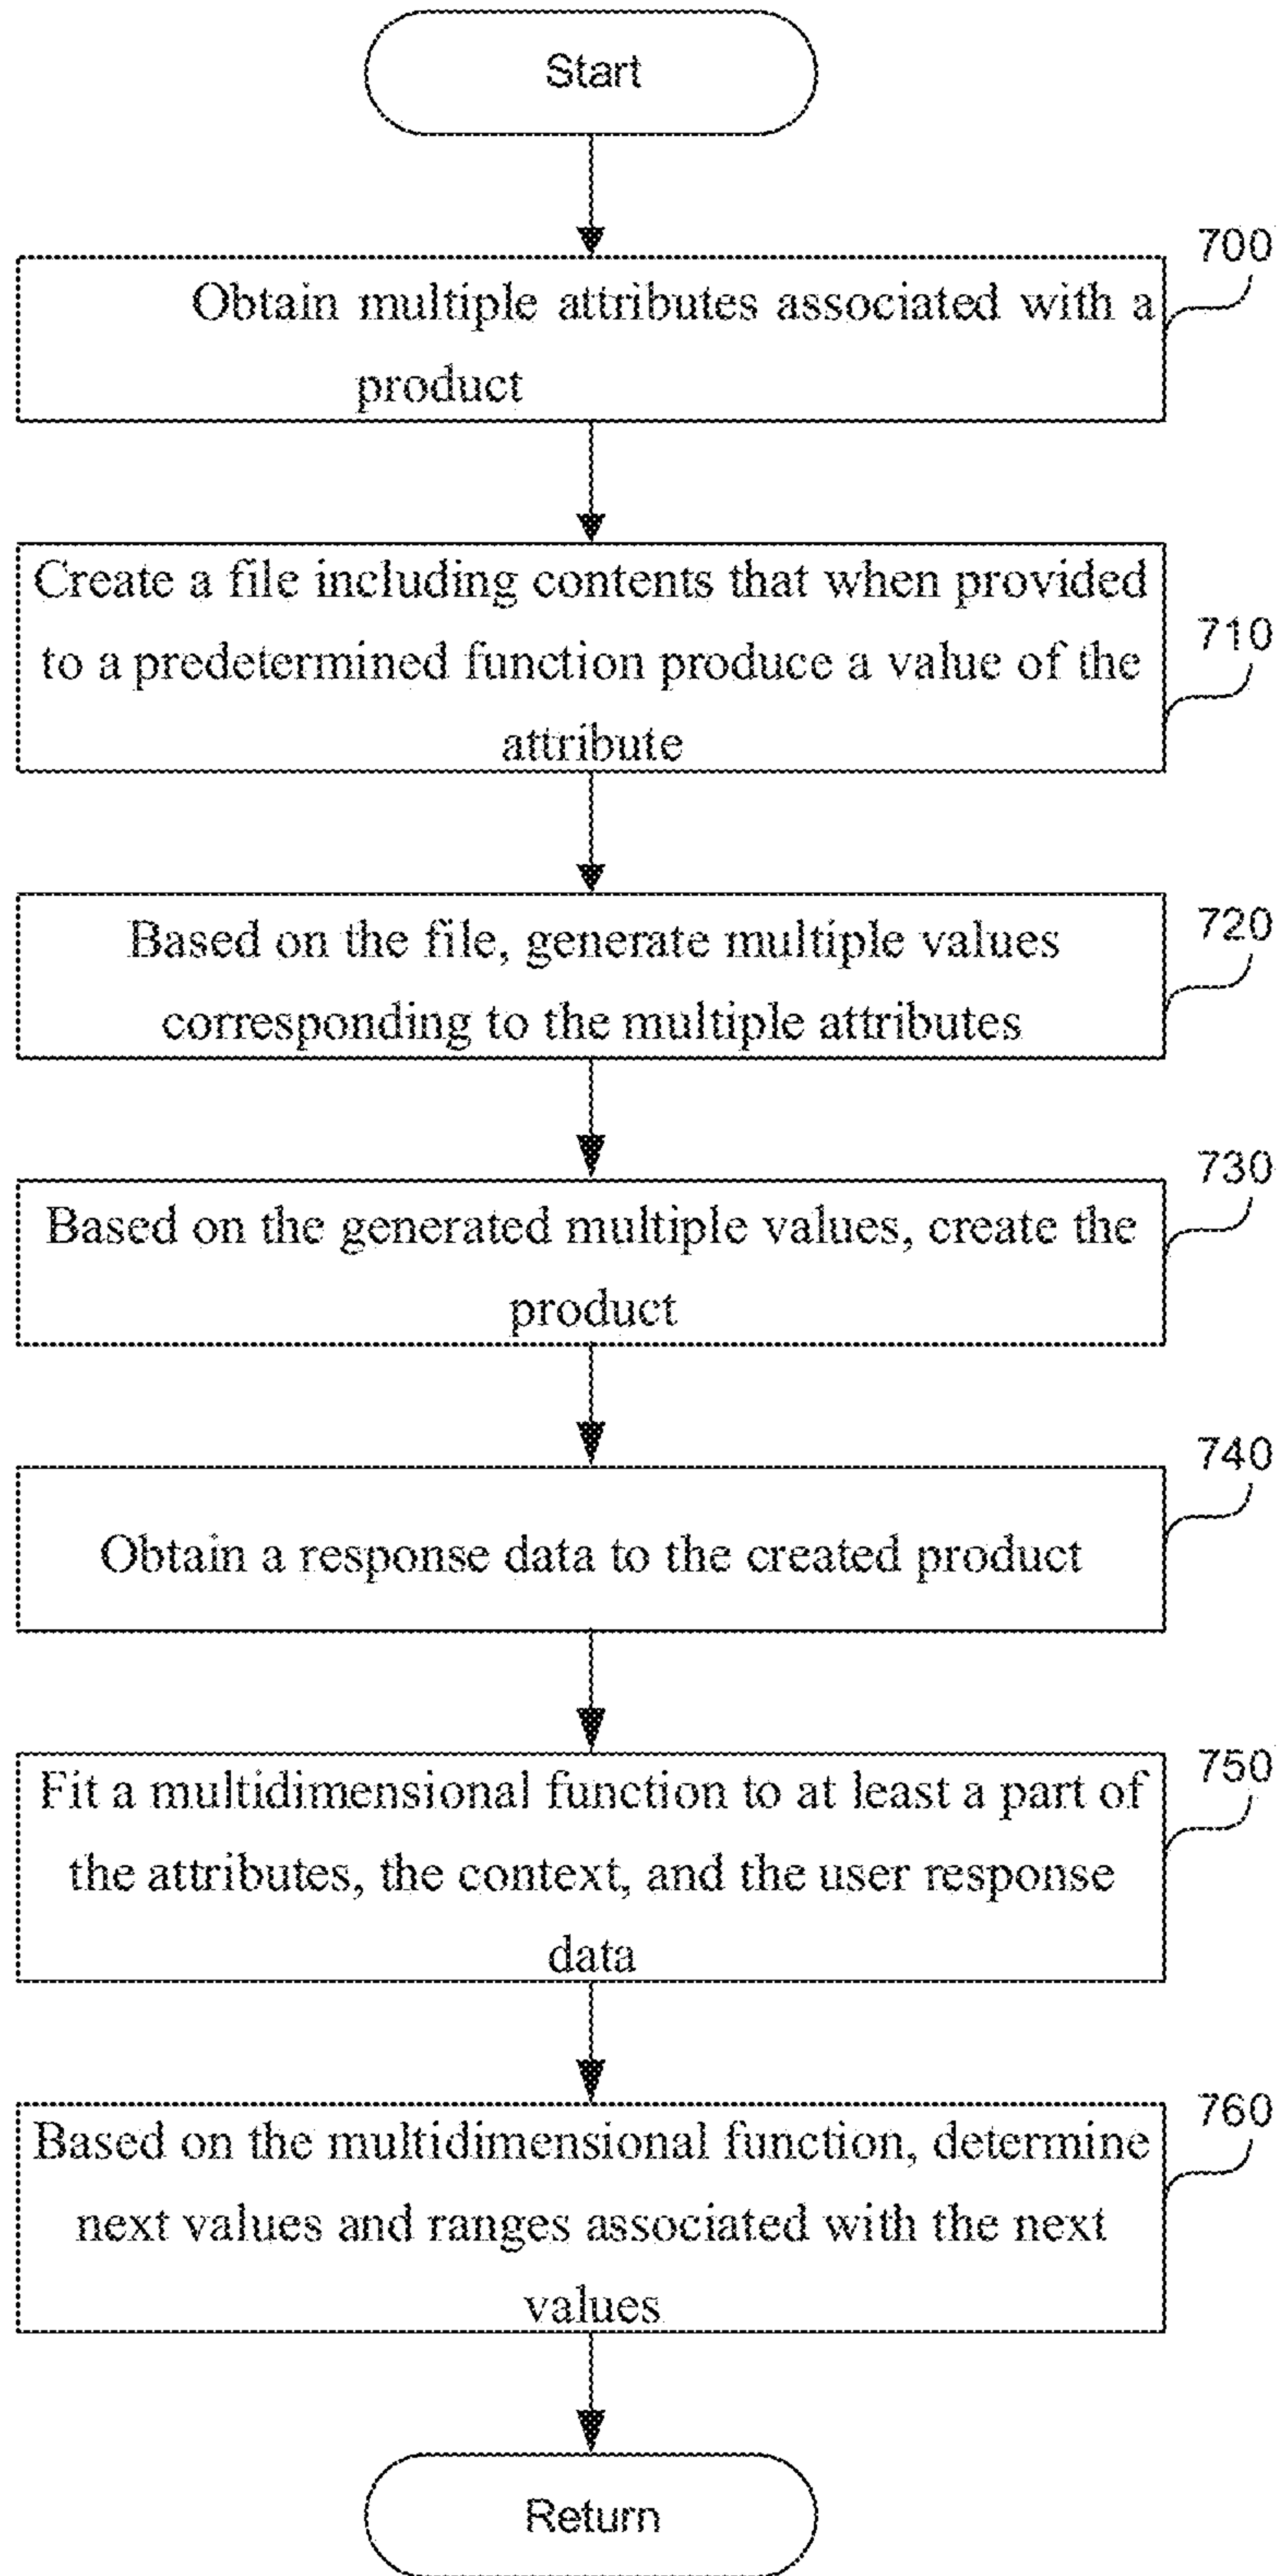 Start
700
Obtain multiple attributes associated with a
product
Create a file including contents that when provided
710
to a predetermined function produce a value of the
attribute
720
Based on the file, generate multiple values
corresponding to the multiple attributes
730
Based on the generated multiple values, create the
product
740
Obtain a response data to the created product
750
Fit a multidimensional function to at least a part of
the attributes, the context, and the user response
data
760
Based on the multidimensional function, determine
next values and ranges associated with the next
values
Return